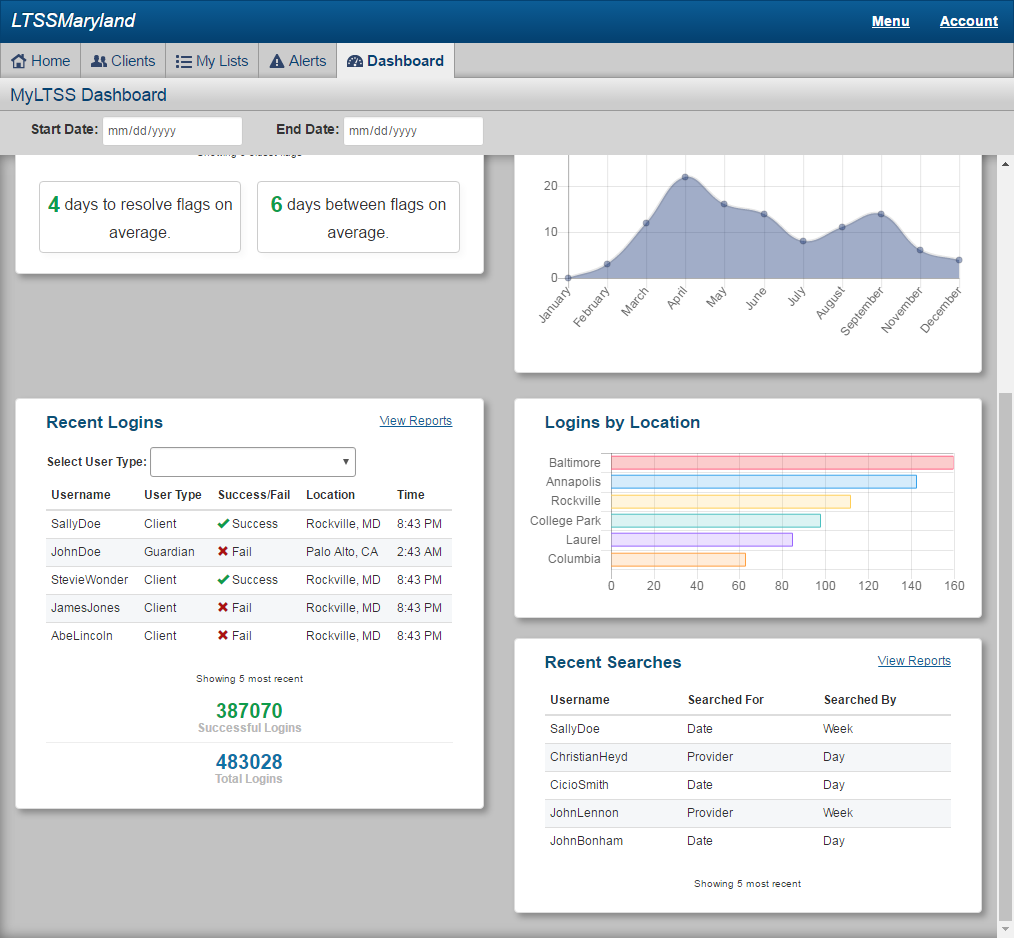 LTSSMaryland
Menu Account
Home Clients My Lists Alerts Dashboard
MyLTSS Dashboard
Start Date: mm/dd/yyyy End Date: mm/dd/yyyy
4 days to resolve flags on
average.
6 days between flags on
average.
20
10
0
January February March April May June July August September November December
Recent Logins View Reports
Select User Type:
Username User Type Success/Fail Location Time
SallyDoe Client Success Rockville, MD 8:43 PM
JohnDoe Guardian Fail Palo Alto, CA 2:43 AM
StevieWonder Client Success Rockville, MD 8:43 PM
JamesJones Client Fail Rockville, MD 8:43 PM
AbeLincoln Client Fail Rockville, MD 8:43 PM
Showing 5 most recent
387070
Successful Logins
483028
Total Logins
Logins by Location
Baltimore
Annapolis
Rockville
College Park
Laurel
Columbia
0 20 40 60 80 100 120 140 160
Recent Searches View Reports
Username Searched For Searched By
SallyDoe Date Week
ChristianHeyd Provider Day
CicioSmith Date Day
JohnLennon Provider Week
JohnBonham Date Day
Showing 5 most recent